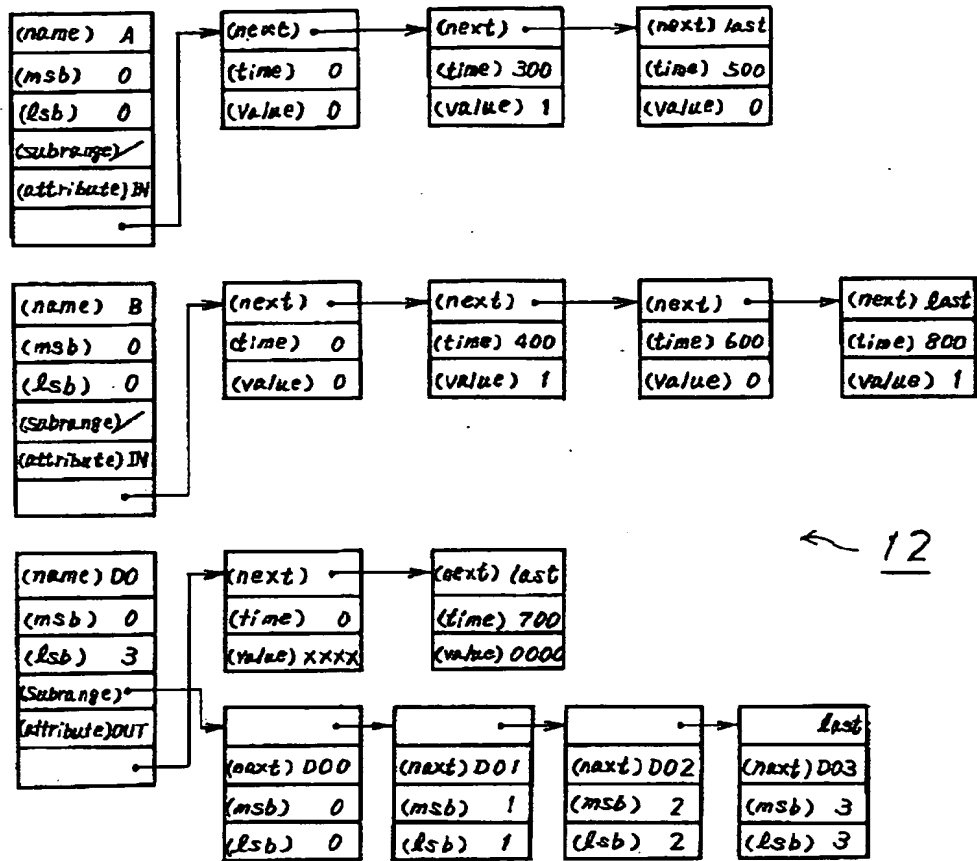 (name) A
(msb) 0
(lsb) 0
(subrange)/
(attribute)IN
(next)
(time) 0
(value) 0
(next)
(time) 300
(value) 1
(next) last
(time) 500
(value) 0
(name) B
(msb) 0
(lsb) 0
(subrange)/
(attribute)IN
(next)
(time) 0
(value) 0
(next)
(time) 400
(value) 1
(next)
(time) 600
(value) 0
(next) last
(time) 800
(value) 1
12
(name) DO
(msb) 0
(lsb) 3
(Subrange)
(attribute)OUT
(next)
(time) 0
(value) XXXX
(next) last
(time) 700
(value) 0000
(naxt) DO0
(msb) 0
(lsb) 0
(naxt) DO1
(msb) 1
(lsb) 1
(naxt) DO2
(msb) 2
(lsb) 2
last
(naxt) DO3
(msb) 3
(lsb) 3